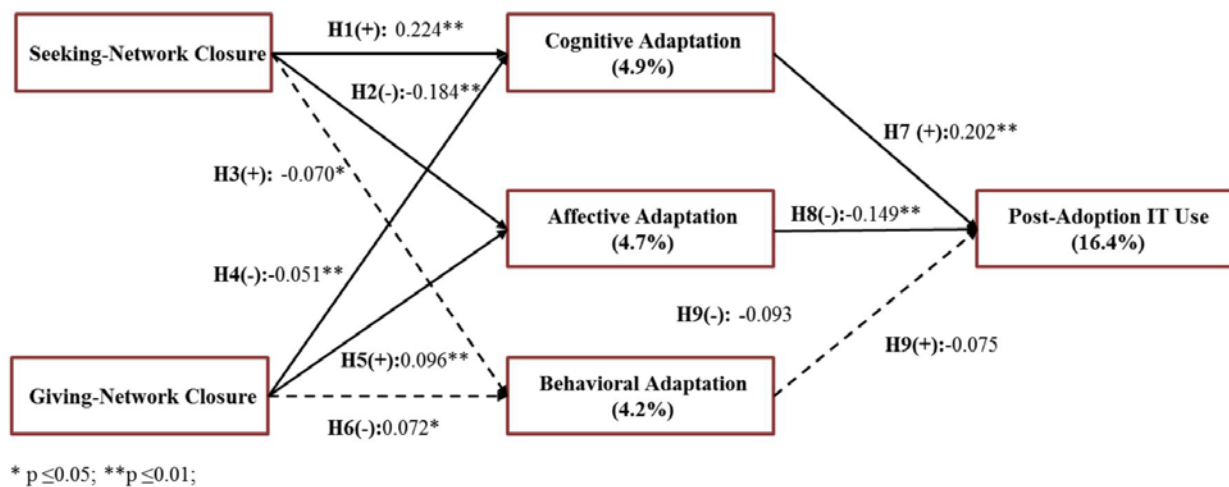 Seeking-Network Closure
H1(+): 0.224**
Cognitive Adaptation
(4.9%)
H2(-):-0.184**
H7 (+):0.202**
H3(+): -0.070*
Affective Adaptation
(4.7%)
H8(-):-0.149**
Post-Adoption IT Use
(16.4%)
H4(-):-0.051**
H9(-): -0.093
H9(+):-0.075
Giving-Network Closure
H5(+):0.096**
Behavioral Adaptation
(4.2%)
H6(-):0.072*
* p ≤0.05; **p ≤0.01;